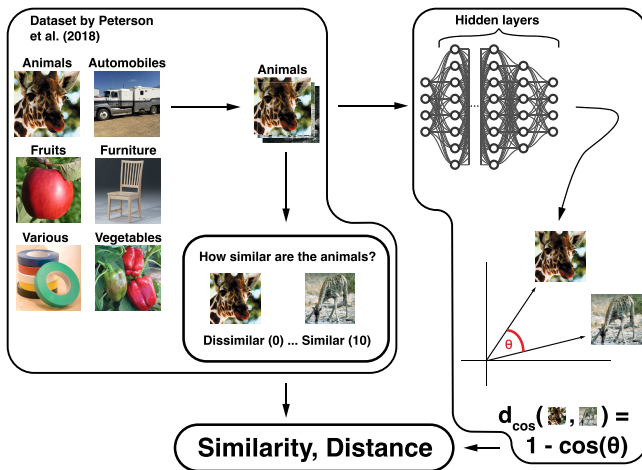 Dataset by Peterson
et al. (2018)
Animals
Automobiles
Fruits
Furniture
Various
Vegetables
Animals
How similar are the animals?
Dissimilar (0) ... Similar (10)
Hidden layers
...
θ
d_cos( , ) =
1 - cos(θ)
Similarity, Distance